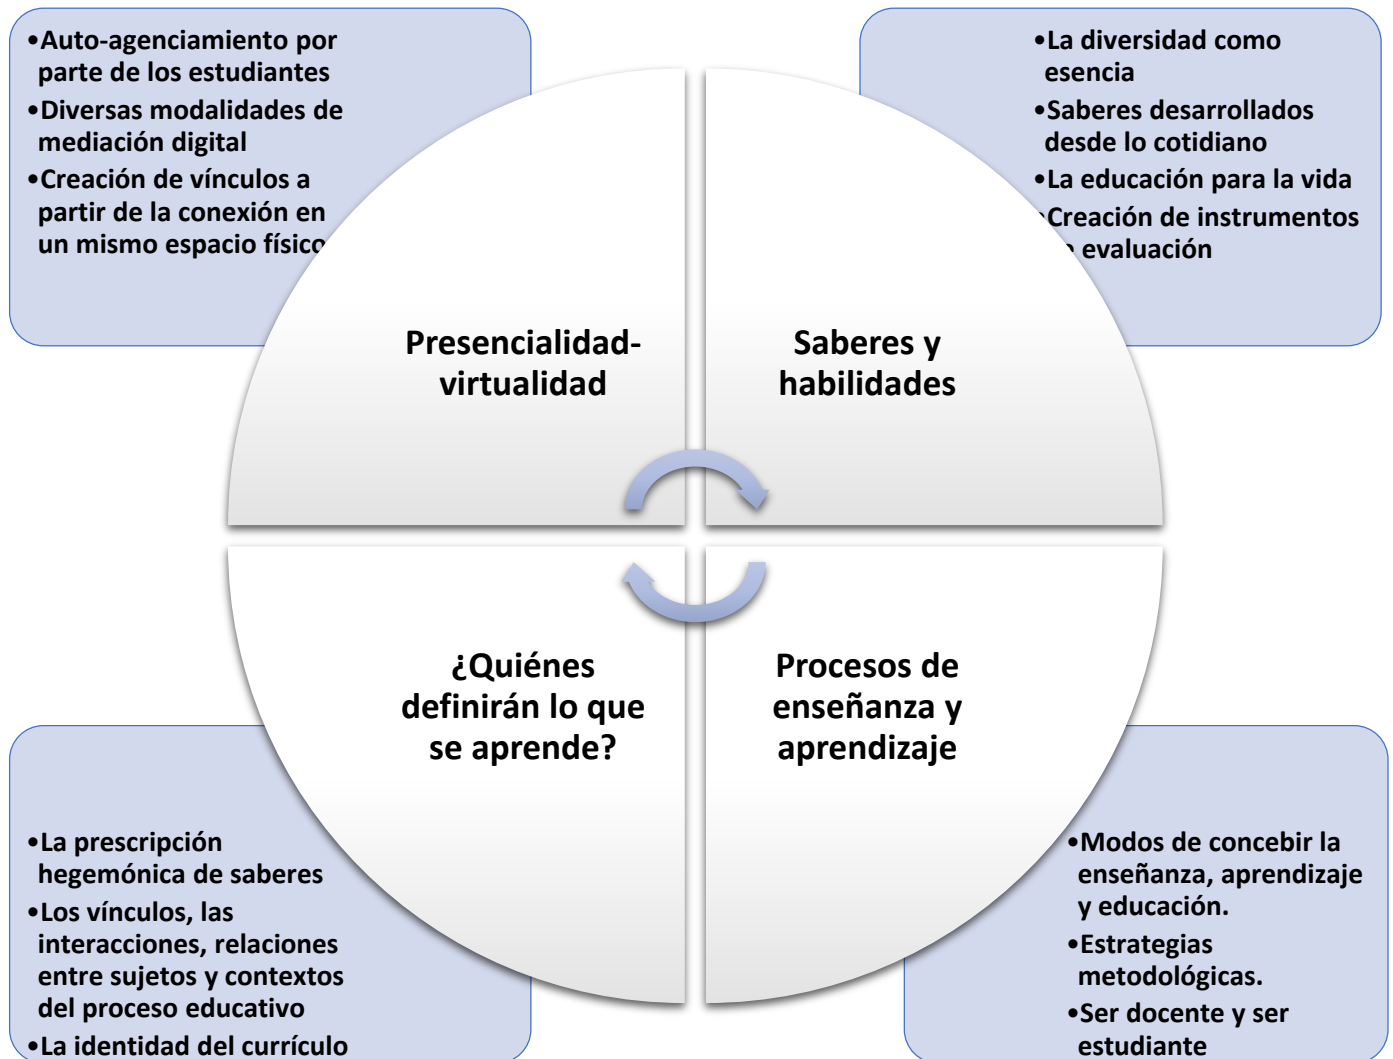 •Auto-agenciamiento por
parte de los estudiantes
•Diversas modalidades de
mediación digital
•Creación de vínculos a
partir de la conexión en
un mismo espacio físico
•La diversidad como
esencia
•Saberes desarrollados
desde lo cotidiano
•La educación para la vida
•Creación de instrumentos
evaluación
Presencialidad-
virtualidad
Saberes y
habilidades
¿Quiénes
definirán lo que
se aprende?
Procesos de
enseñanza y
aprendizaje
•La prescripción
hegemónica de saberes
•Los vínculos, las
interacciones, relaciones
entre sujetos y contextos
del proceso educativo
•La identidad del currículo
•Modos de concebir la
enseñanza, aprendizaje
y educación.
•Estrategias
metodológicas.
•Ser docente y ser
estudiante